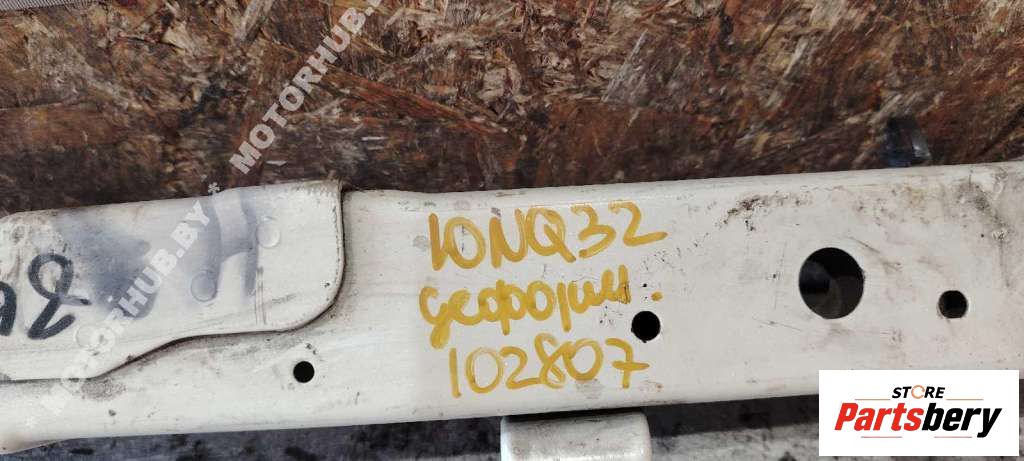 MOTORHUB.BY * MOTORHUB.BY
10NQ32
деформ.
102807
STORE
Partsbery